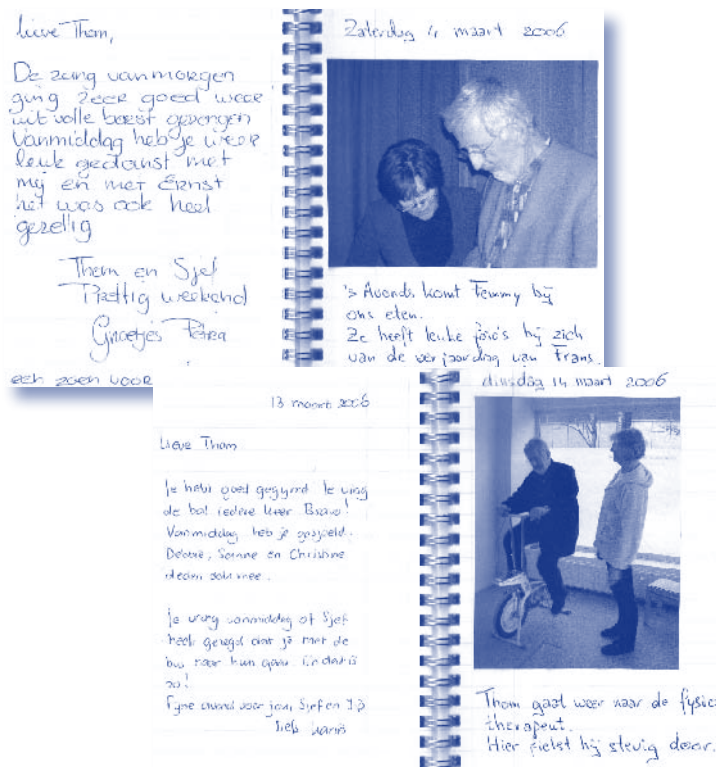 Lieve Thom,
De zang van morgen
ging zeer goed weer
uit volle borst gezongen
Vanmiddag heb je weer
leuk gedanst met
mij en met Ernst
het was ook heel
gezellig
Thom en Sjef
Prettig weekend
Groetjes Petra
een zoen voor
Zaterdag 4 maart 2006
's Avonds komt Femmy bij
ons eten.
Ze heeft leuke foto's bij zich
van de verjaardag van Frans.
13 maart 2006
Lieve Thom
Je hebt goed gegymd Je ving
de bal iedere keer Bravo!
Vanmiddag heb je gespeeld.
Debbie, Sanne en Christine
deden ook mee.
Je vroeg vanmiddag of Sjef
heeft geregeld dat je met de
bus naar huis gaat. En dat is
zo!
Fijne avond voor jou, Sjef en
liefs
dinsdag 14 maart 2006
Thom gaat weer naar de fysio
therapeut.
Hier fietst hij stevig door.